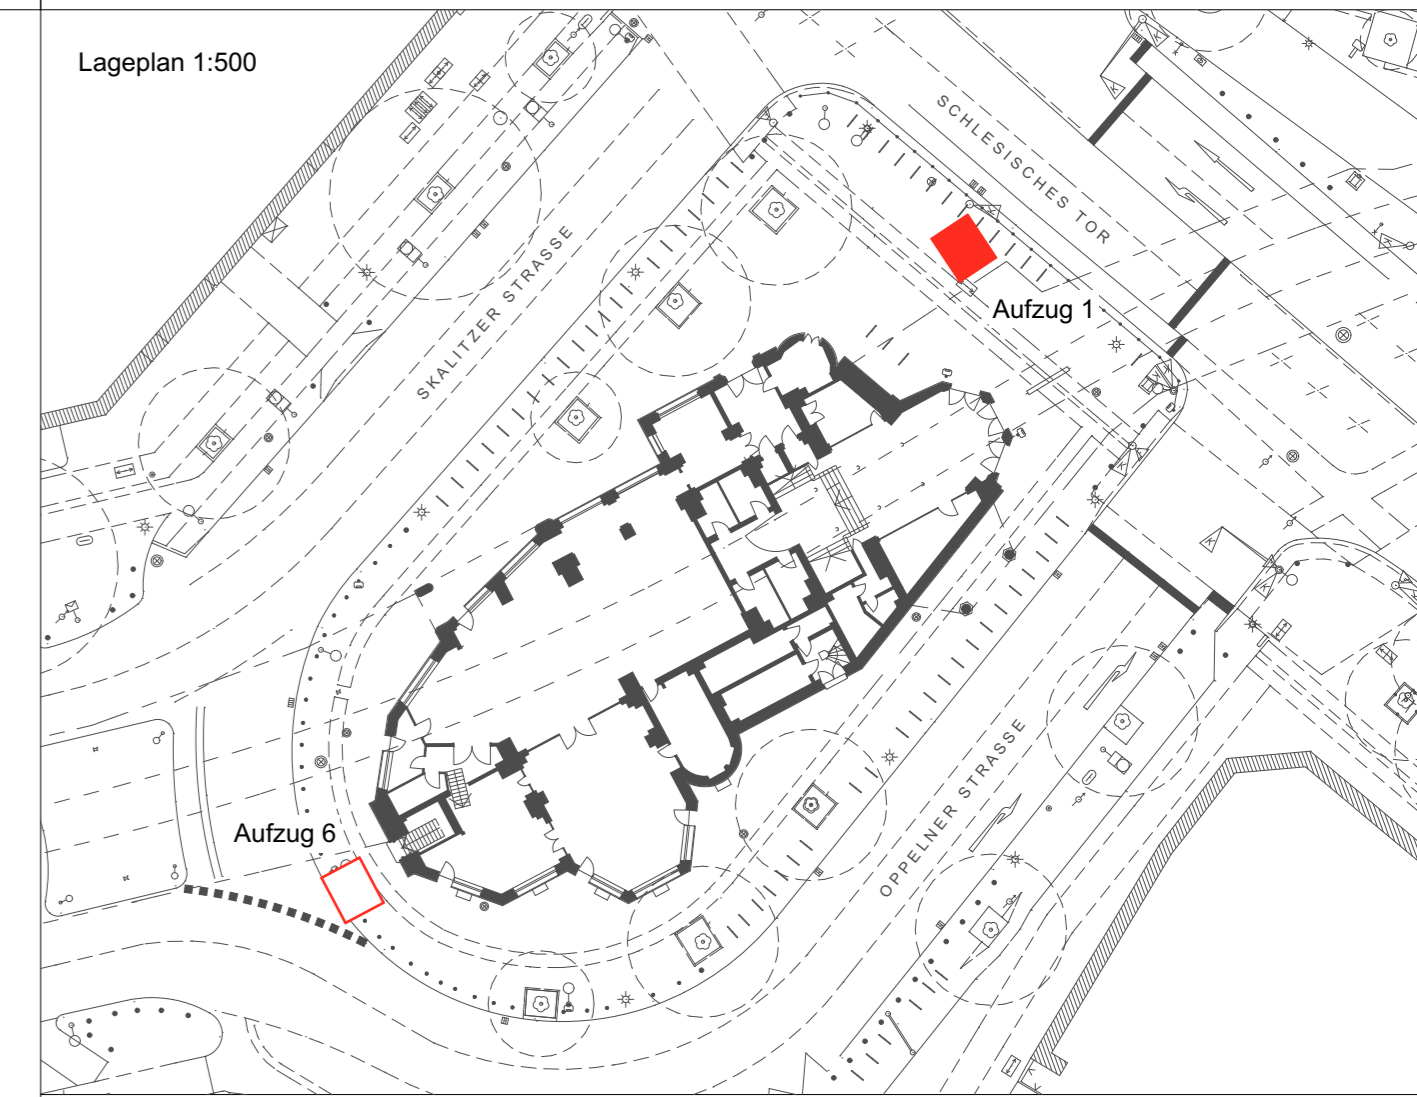 Lageplan 1:500
SCHLESISCHES TOR
SKALITZER STRASSE
Aufzug 1
OPPELNER STRASSE
Aufzug 6
K
K
K
K
K
K
K
K
K
K